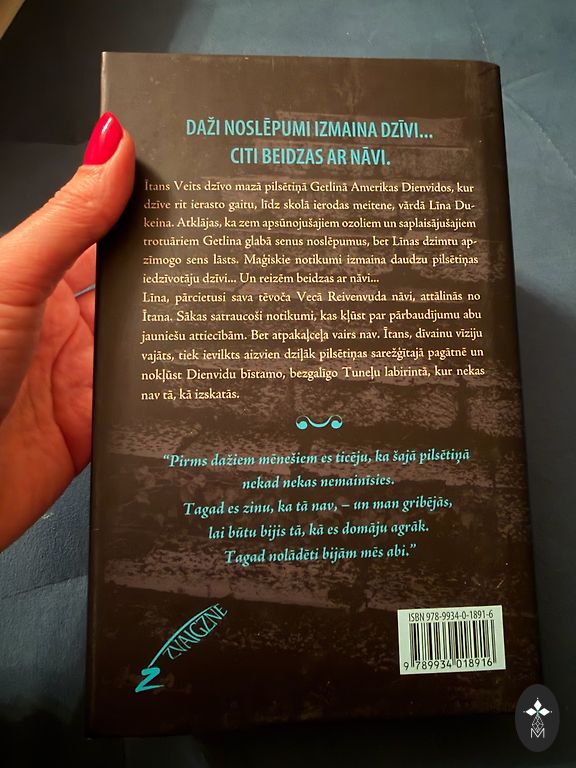 DAŽI NOSLĒPUMI IZMAINA DZĪVI...
CITI BEIDZAS AR NĀVI.
Ītans Veits dzīvo mazā pilsētiņā Getlinā Amerikas Dienvidos, kur
dzīve rit ierasto gaitu, līdz skolā ierodas meitene, vārdā Līna Du-
keina. Atklājas, ka zem apsūnojušajiem ozoliem un saplaisājušajiem
trotuāriem Getlina glabā senus noslēpumus, bet Līnas dzimtu ap-
zīmogo sens lāsts. Maģiskie notikumi izmaina daudzu pilsētiņas
iedzīvotāju dzīvi... Un reizēm beidzas ar nāvi...
Līna, pārcietusi sava tēvoča Vecā Reivenvuda nāvi, attālinās no
Ītana. Sākas satraucoši notikumi, kas kļūst par pārbaudījumu abu
jauniešu attiecībām. Bet atpakaļceļa vairs nav. Ītans, dīvainu vīziju
vajāts, tiek ievilkts aizvien dziļāk pilsētiņas sarežģītajā pagātnē un
nokļūst Dienvidu bīstamo, bezgalīgo Tuneļu labirintā, kur nekas
nav tā, kā izskatās.
“Pirms dažiem mēnešiem es ticēju, ka šajā pilsētiņā
nekad nekas nemainīsies.
Tagad es zinu, ka tā nav, – un man gribējās,
lai būtu bijis tā, kā es domāju agrāk.
Tagad nolādēti bijām mēs abi.”
ZVAIGZNE
ISBN 978-9934-0-1891-6
9 789934 018916